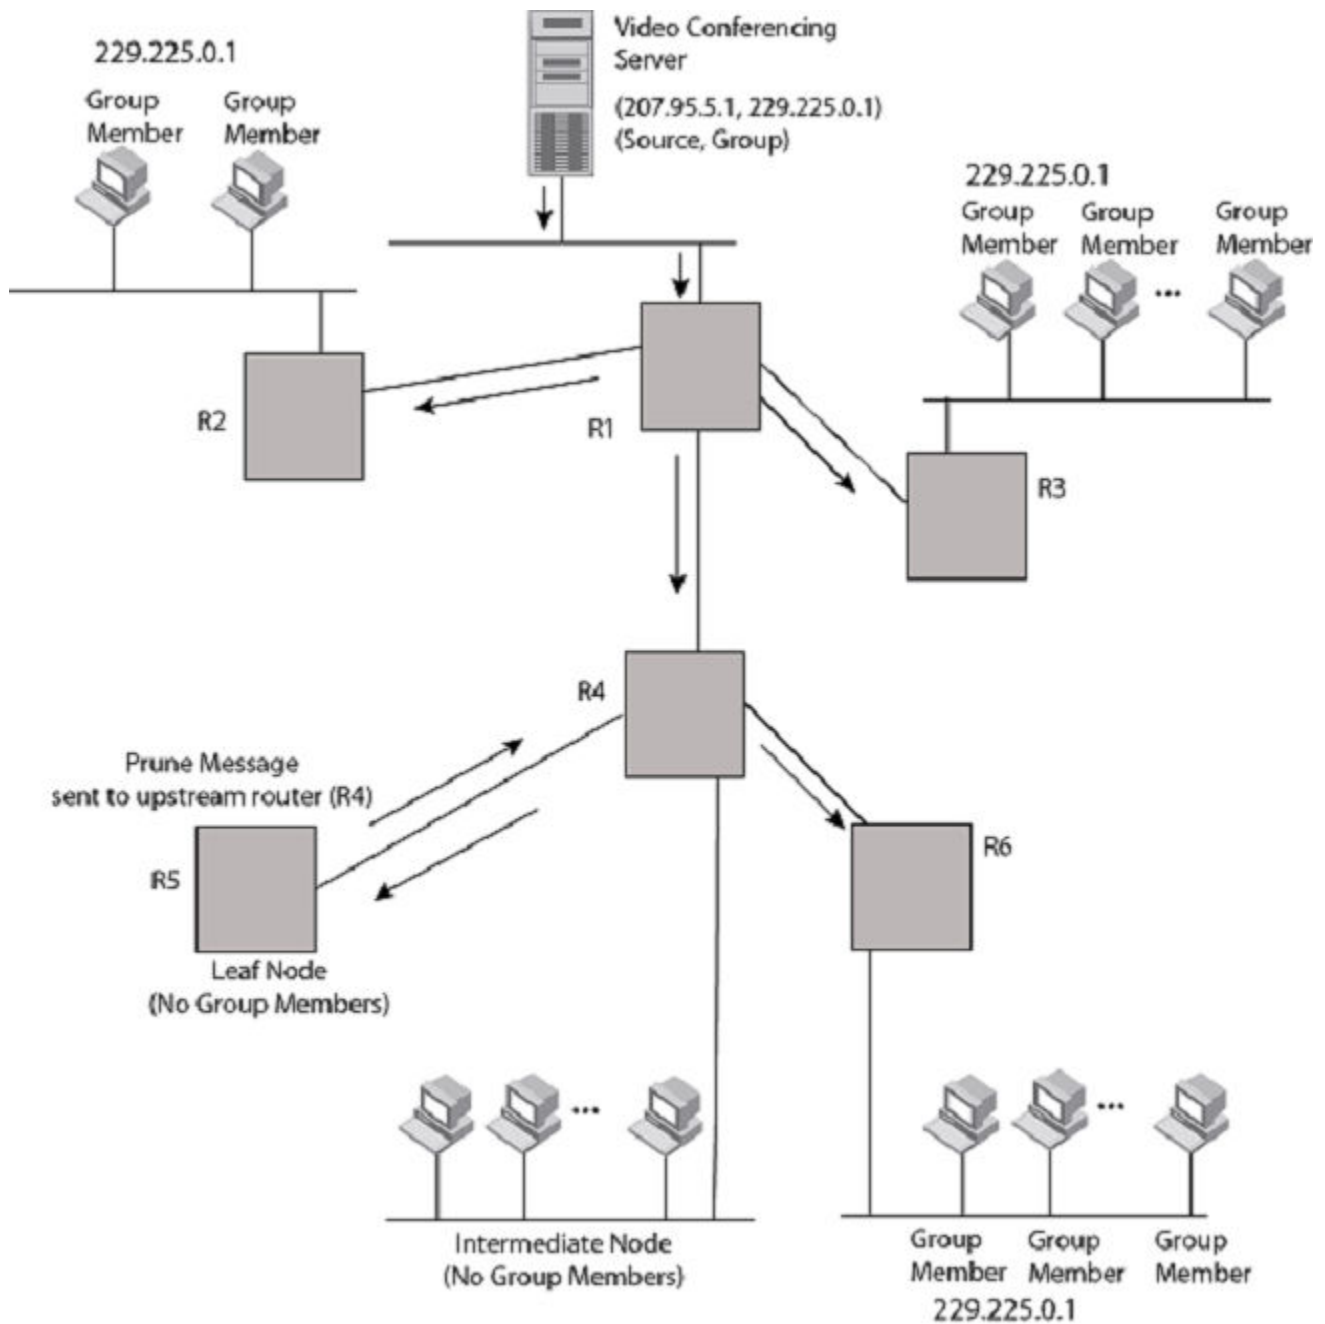 Video Conferencing
Server
(207.95.5.1, 229.225.0.1)
(Source, Group)
229.225.0.1
Group
Member
Group
Member
229.225.0.1
Group
Member
Group
Member
Group
Member
...
R2
R1
R3
R4
Prune Message
sent to upstream router (R4)
R5
R6
Leaf Node
(No Group Members)
...
...
Intermediate Node
(No Group Members)
Group
Member
Group
Member
Group
Member
229.225.0.1